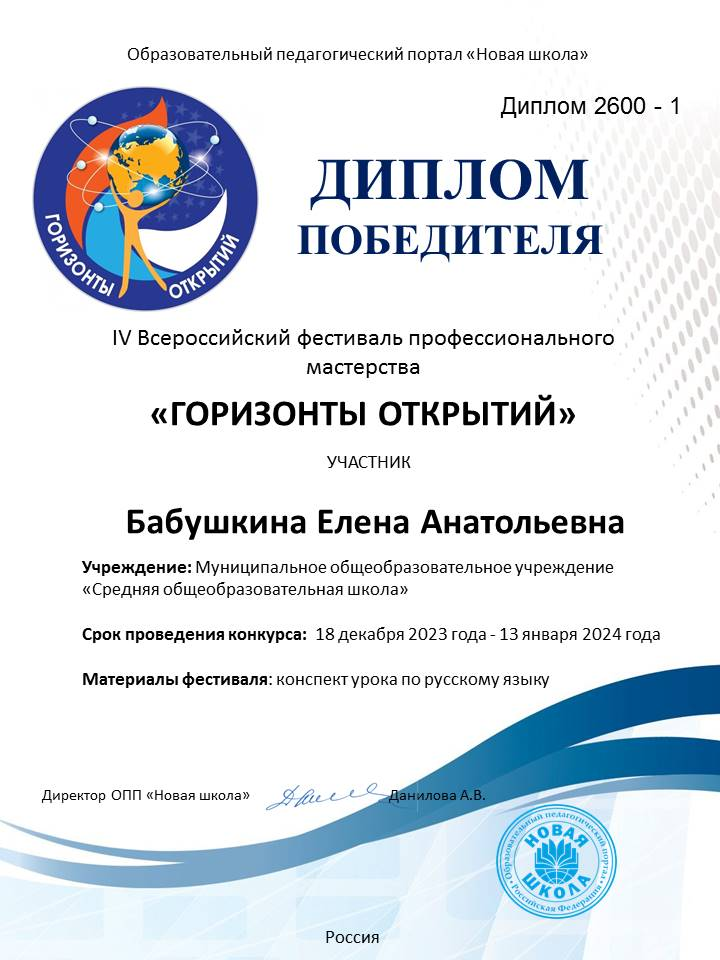 Образовательный педагогический портал «Новая школа»
Диплом 2600 - 1
ДИПЛОМ
ПОБЕДИТЕЛЯ
ГОРИЗОНТЫ ОТКРЫТИЙ
IV Всероссийский фестиваль профессионального
мастерства
«ГОРИЗОНТЫ ОТКРЫТИЙ»
УЧАСТНИК
Бабушкина Елена Анатольевна
Учреждение: Муниципальное общеобразовательное учреждение
«Средняя общеобразовательная школа»
Срок проведения конкурса: 18 декабря 2023 года - 13 января 2024 года
Материалы фестиваля: конспект урока по русскому языку
Директор ОПП «Новая школа» Данилова А.В.
Образовательный педагогический портал
НОВАЯ
ШКОЛА
Российская Федерация
Россия